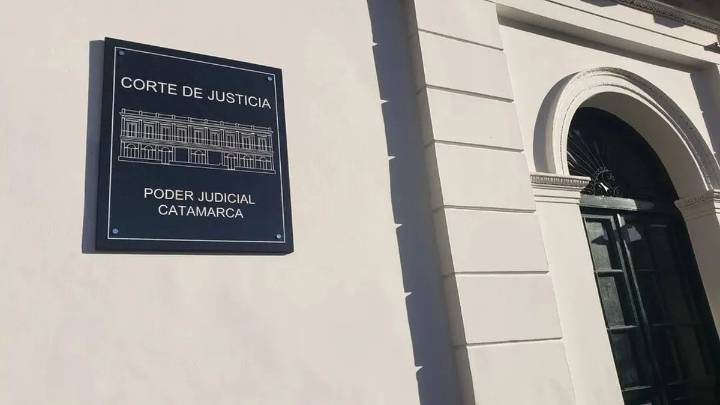 CORTE DE JUSTICIA
PODER JUDICIAL
CATAMARCA